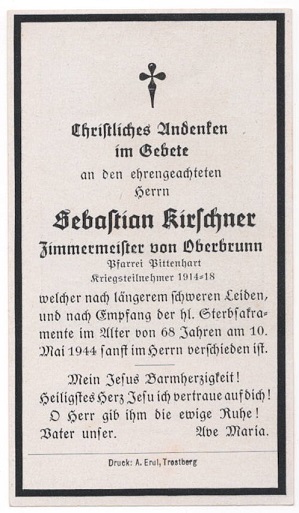 Christliches Andenken
im Gebete
an den ehrengeachteten
Herrn
Sebastian Kirschner
Zimmermeister von Oberbrunn
Pfarrei Pittenhart
Kriegsteilnehmer 1914-18
welcher nach längerem schweren Leiden,
und nach Empfang der hl. Sterbsakra-
mente im Alter von 68 Jahren am 10.
Mai 1944 sanft im Herrn verschieden ist.
Mein Jesus Barmherzigkeit!
Heiligstes Herz Jesu ich vertraue auf dich!
O Herr gib ihm die ewige Ruhe!
Vater unser. Ave Maria.
Druck: A. Erul, Trostberg